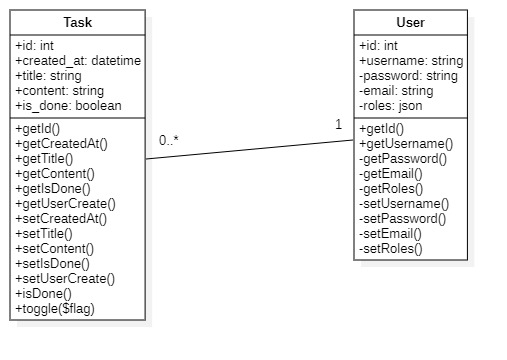 Task
+id: int
+created_at: datetime
+title: string
+content: string
+is_done: boolean
+getId()
+getCreatedAt()
+getTitle()
+getContent()
+getIsDone()
+getUserCreate()
+setCreatedAt()
+setTitle()
+setContent()
+setIsDone()
+setUserCreate()
+isDone()
+toggle($flag)
0..*
1
User
+id: int
+username: string
-password: string
-email: string
-roles: json
+getId()
+getUsername()
-getPassword()
-getEmail()
-getRoles()
-setUsername()
-setPassword()
-setEmail()
-setRoles()